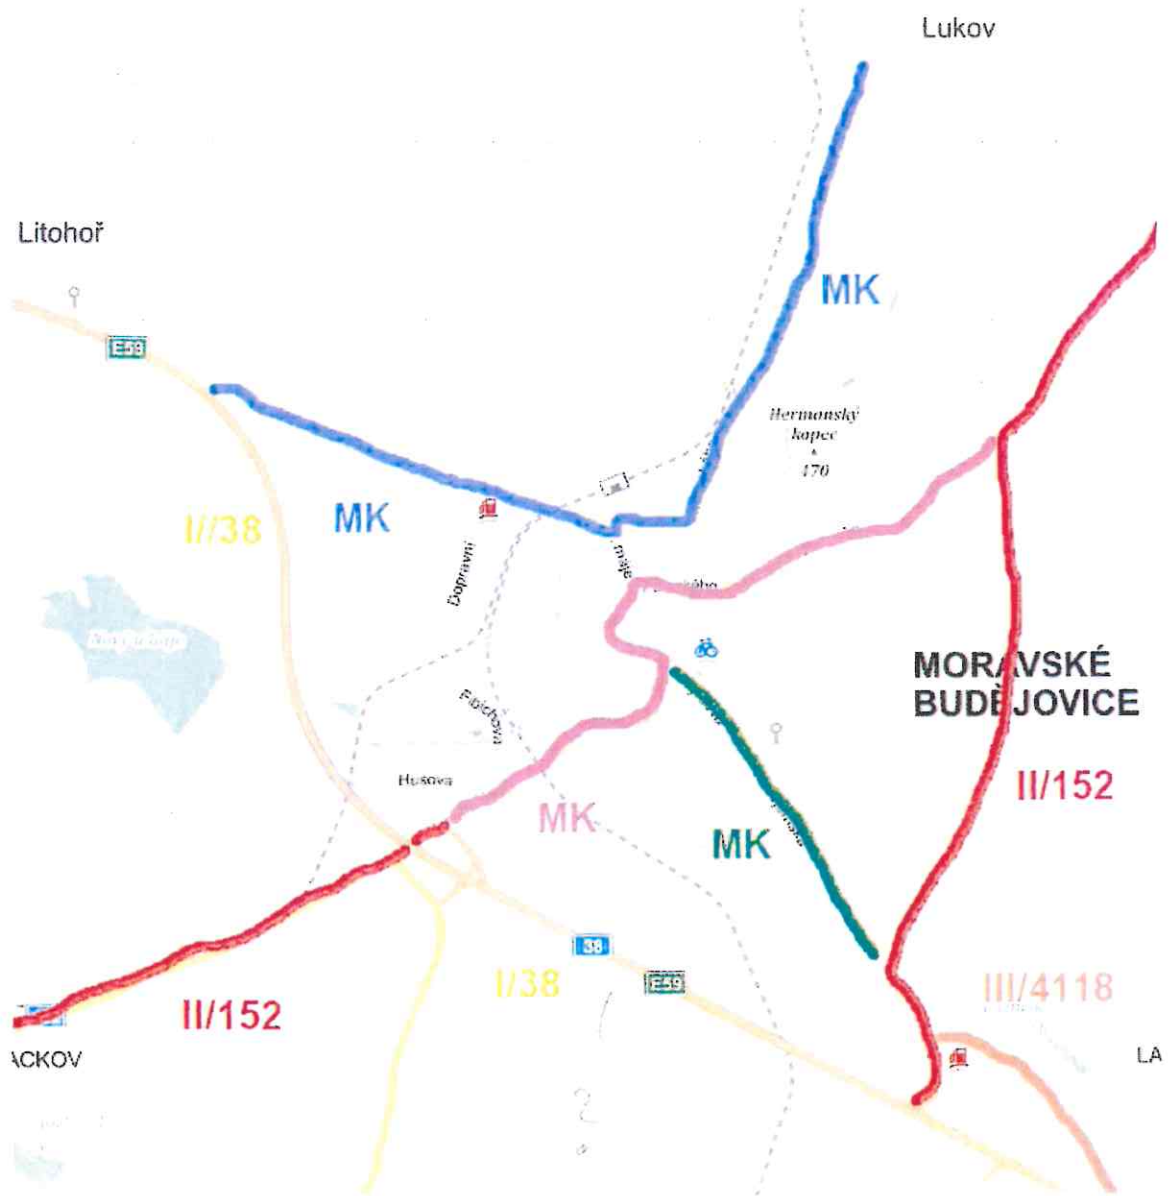 Lukov
Litohoř
MK
E59
Hermanský
kopec
470
MK
I//38
Dopravní
máje
MORAVSKÉ
BUDĚJOVICE
Husova
II/152
MK
MK
38
I/38
E59
III/4118
II/152
ACKOV
LA